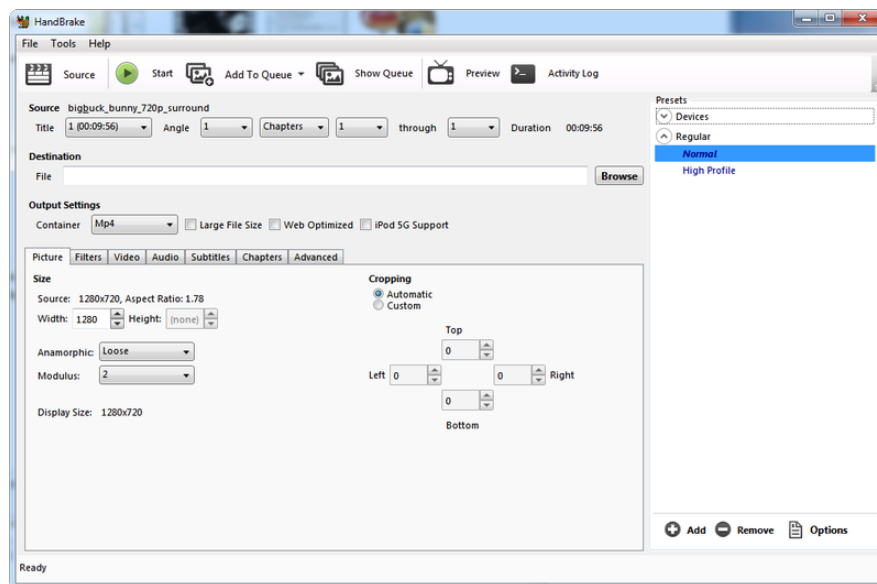 HandBrake
File Tools Help
Source Start Add To Queue Show Queue Preview Activity Log
Source bigbuck_bunny_720p_surround
Title 1 (00:09:56) Angle 1 Chapters 1 through 1 Duration 00:09:56
Destination
File Browse
Output Settings
Container Mp4 Large File Size Web Optimized iPod 5G Support
Picture Filters Video Audio Subtitles Chapters Advanced
Size
Source: 1280x720, Aspect Ratio: 1.78
Width: 1280 Height: (none)
Anamorphic: Loose
Modulus: 2
Display Size: 1280x720
Cropping
Automatic
Custom
Top
0
Left 0 0 Right
0
Bottom
Presets
Devices
Regular
Normal
High Profile
Add Remove Options
Ready